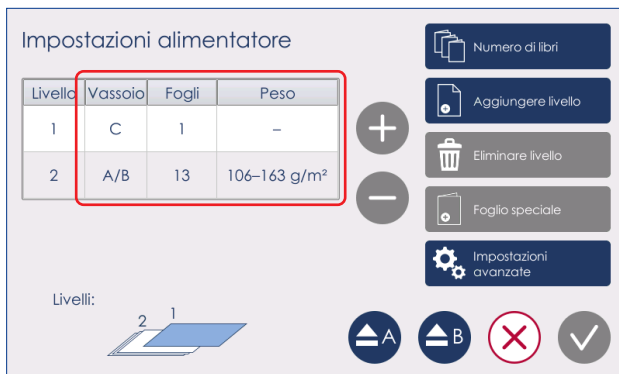 Impostazioni alimentatore
Livello Vassoio Fogli Peso
1 C 1 –
2 A/B 13 106–163 g/m²
Numero di libri
Aggiungere livello
Eliminare livello
Foglio speciale
Impostazioni
avanzate
Livelli:
2 1
A
B